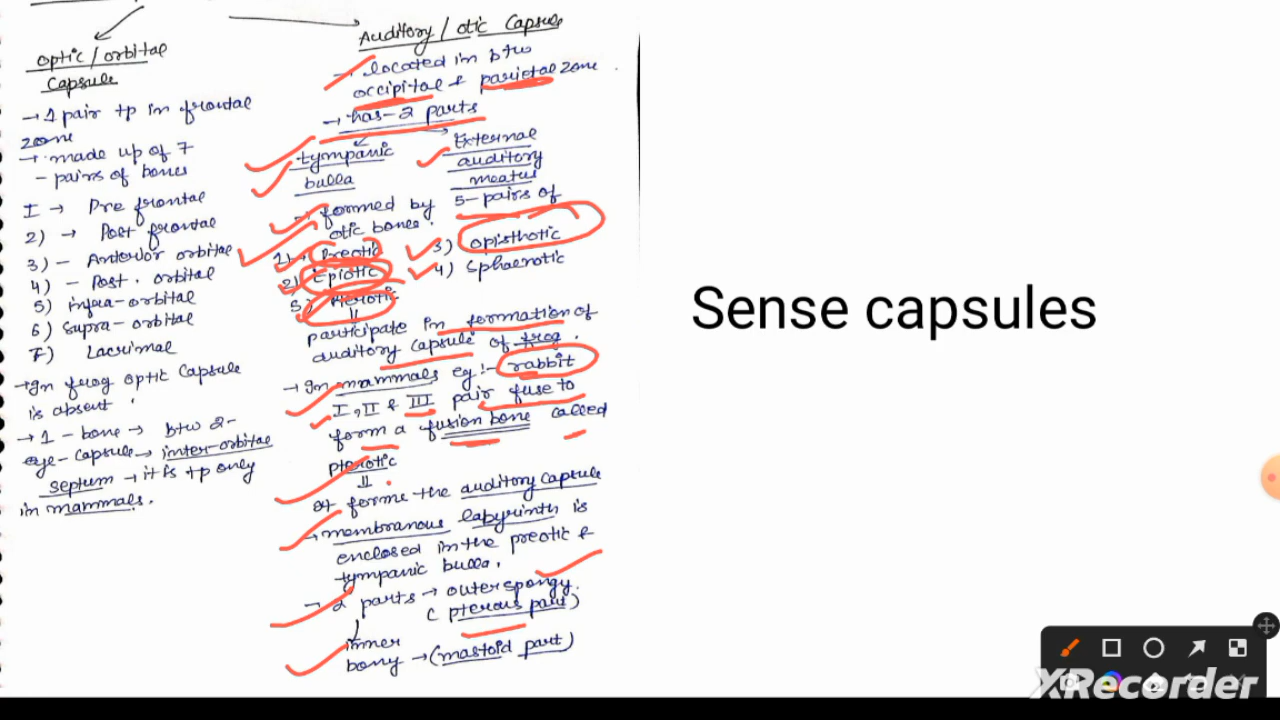 optic/orbital
Capsule
→ 1 pair +p in frontal
zone
→ made up of 7
- pairs of bones
I → Pre frontal
2) → Post frontal
3) - Anterior orbital
4) - Post. orbital
5) infra-orbital
6) Supra-orbital
7) Lacrimal
→ In frog optic Capsule
is absent.
→ 1-bone → btw 2-
eye-Capsule → inter-orbital
septum → it is +p only
in mammals.
Auditory/otic Capsule
→ located in btw
occipital & parietal zone.
→ has-2 parts
tympanic
bulla
External
auditory
meatus
→ formed by 5-pairs of
otic bones.
1) Preotic 3) opisthotic
2) Epiotic 4) Sphaerotic
participate in formation of
auditory capsule of frog.
→ In mammals eg:- rabbit
I, II & III pair fuse to
form a fusion bone called
pterotic
It forms the auditory capsule
→ membranous labyrinth is
enclosed in the preotic &
tympanic bulla.
→ 2 parts → outer spongy.
(pterous part)
inner
bony → (mastoid part)
Sense capsules
XRecorder